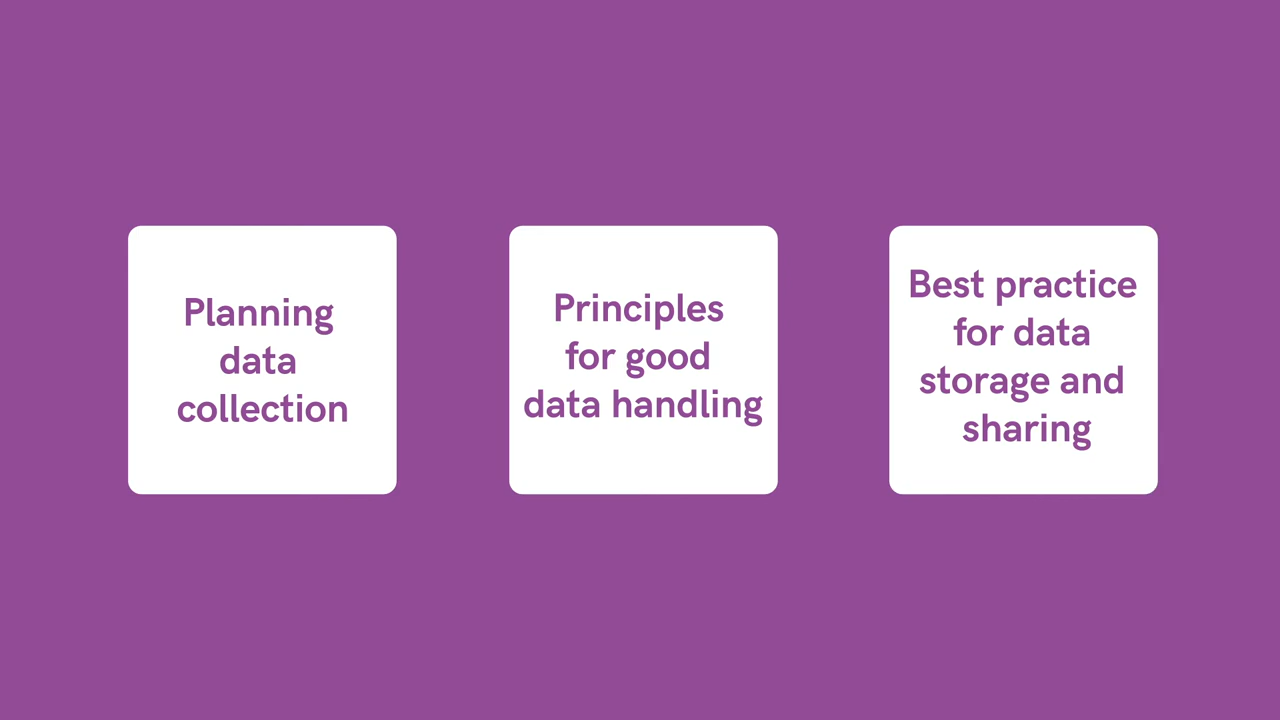 Planning
data
collection
Principles
for good
data handling
Best practice
for data
storage and
sharing